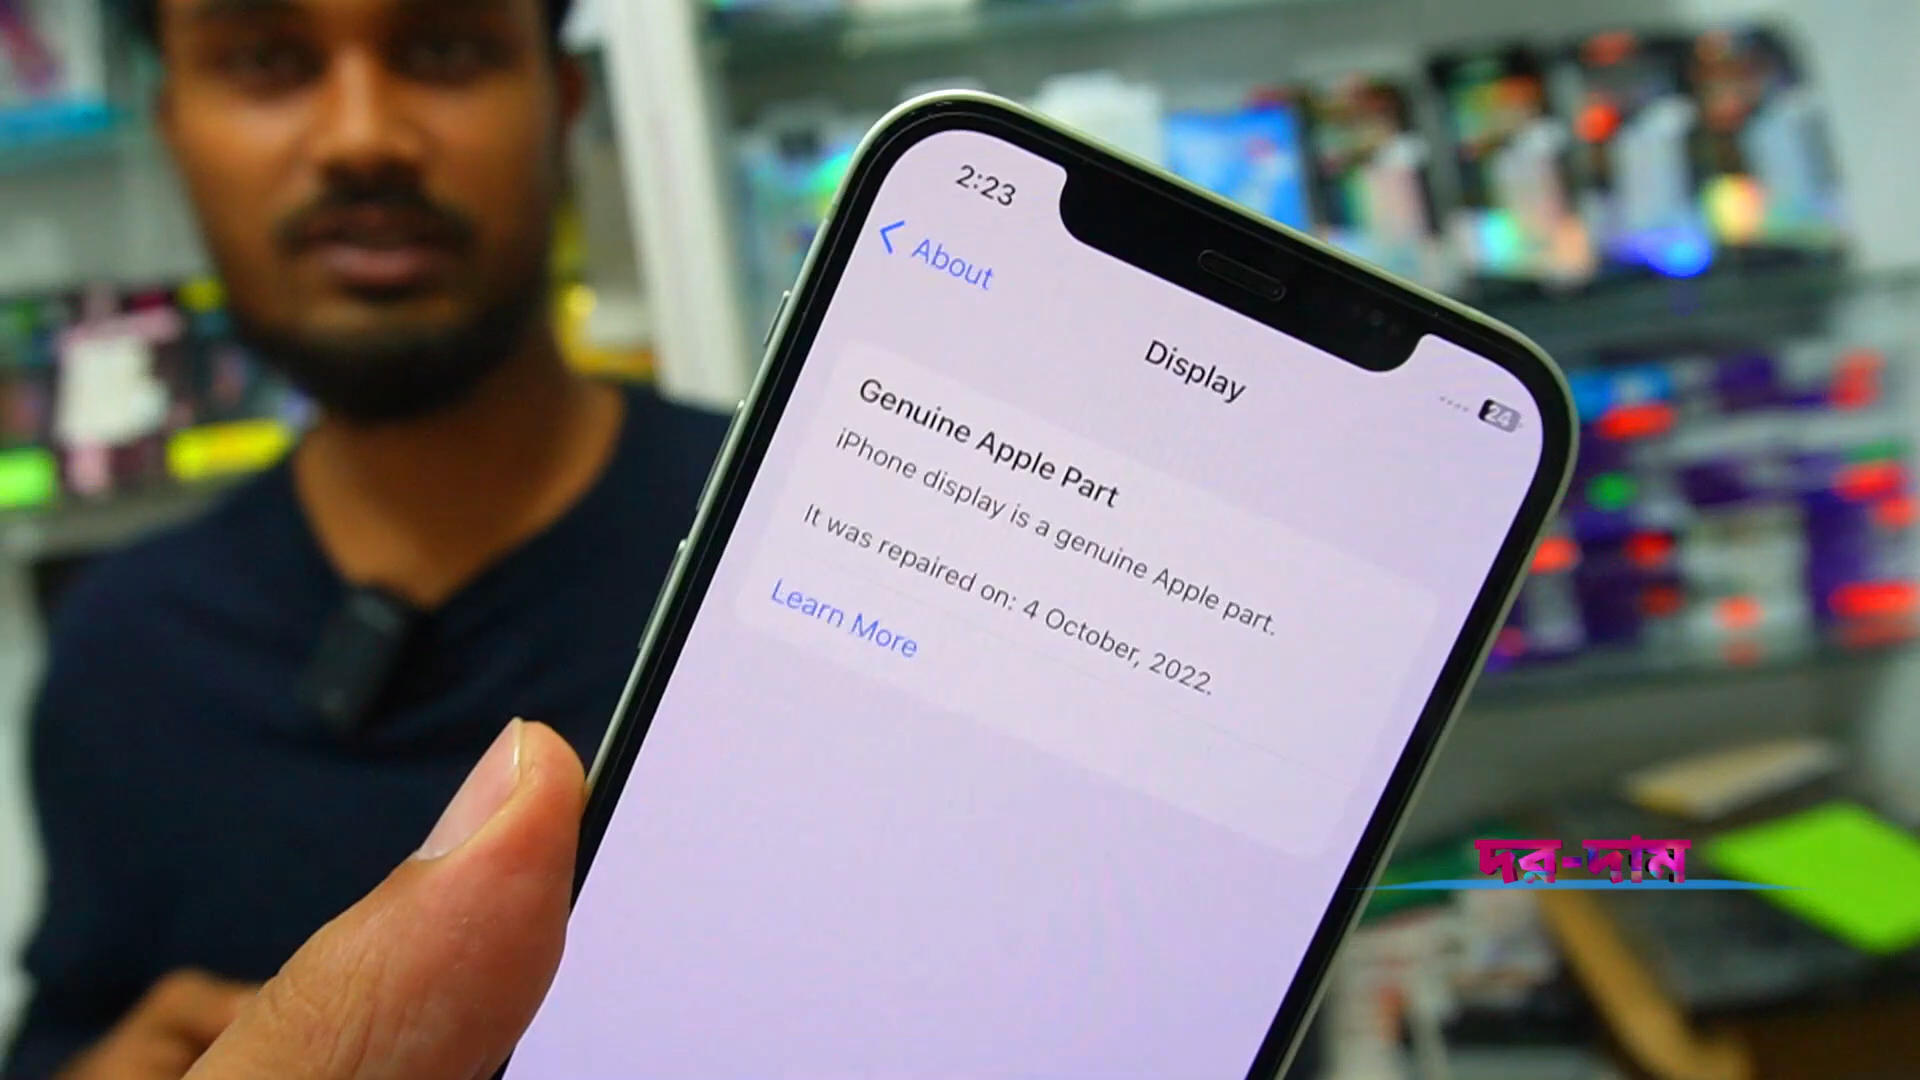 2:23
About
24
Display
Genuine Apple Part
iPhone display is a genuine Apple part.
It was repaired on: 4 October, 2022.
Learn More
দর-দাম